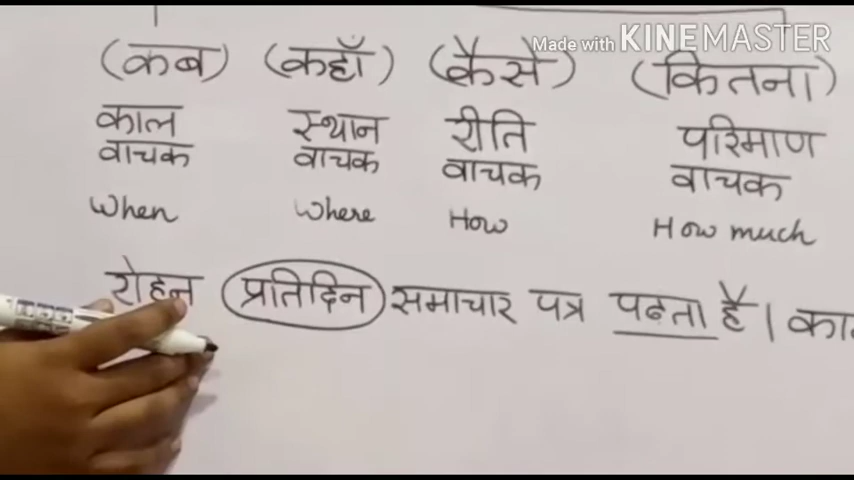 Made with KINEMASTER
(कब) (कहाँ) (कैसे) (कितना)
काल स्थान रीति परिमाण
वाचक वाचक वाचक वाचक
When Where How How much
रोहन प्रतिदिन समाचार पत्र पढता है। का